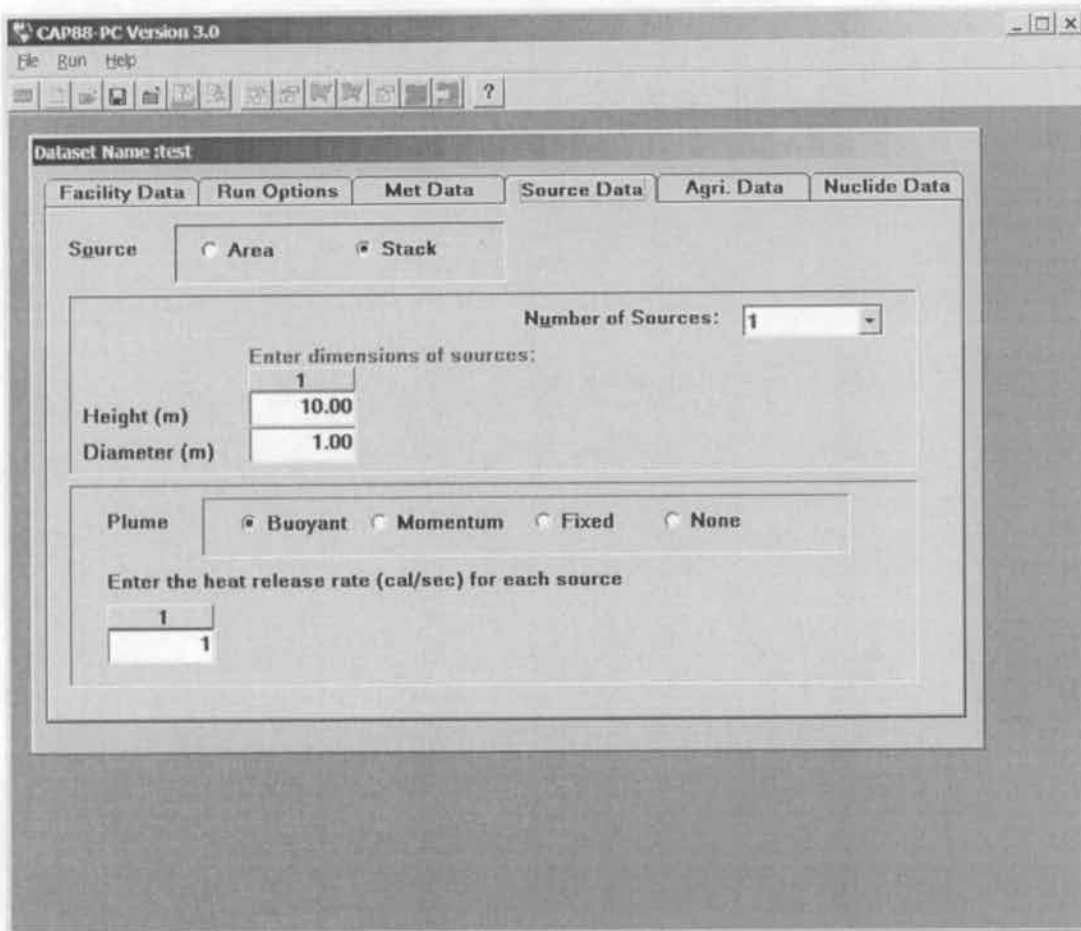 CAP88-PC Version 3.0
File Run Help
?
Dataset Name :test
Facility Data Run Options Met Data Source Data Agri. Data Nuclide Data
Source Area Stack
Number of Sources: 1
Enter dimensions of sources:
1
Height (m) 10.00
Diameter (m) 1.00
Plume Buoyant Momentum Fixed None
Enter the heat release rate (cal/sec) for each source
1
1